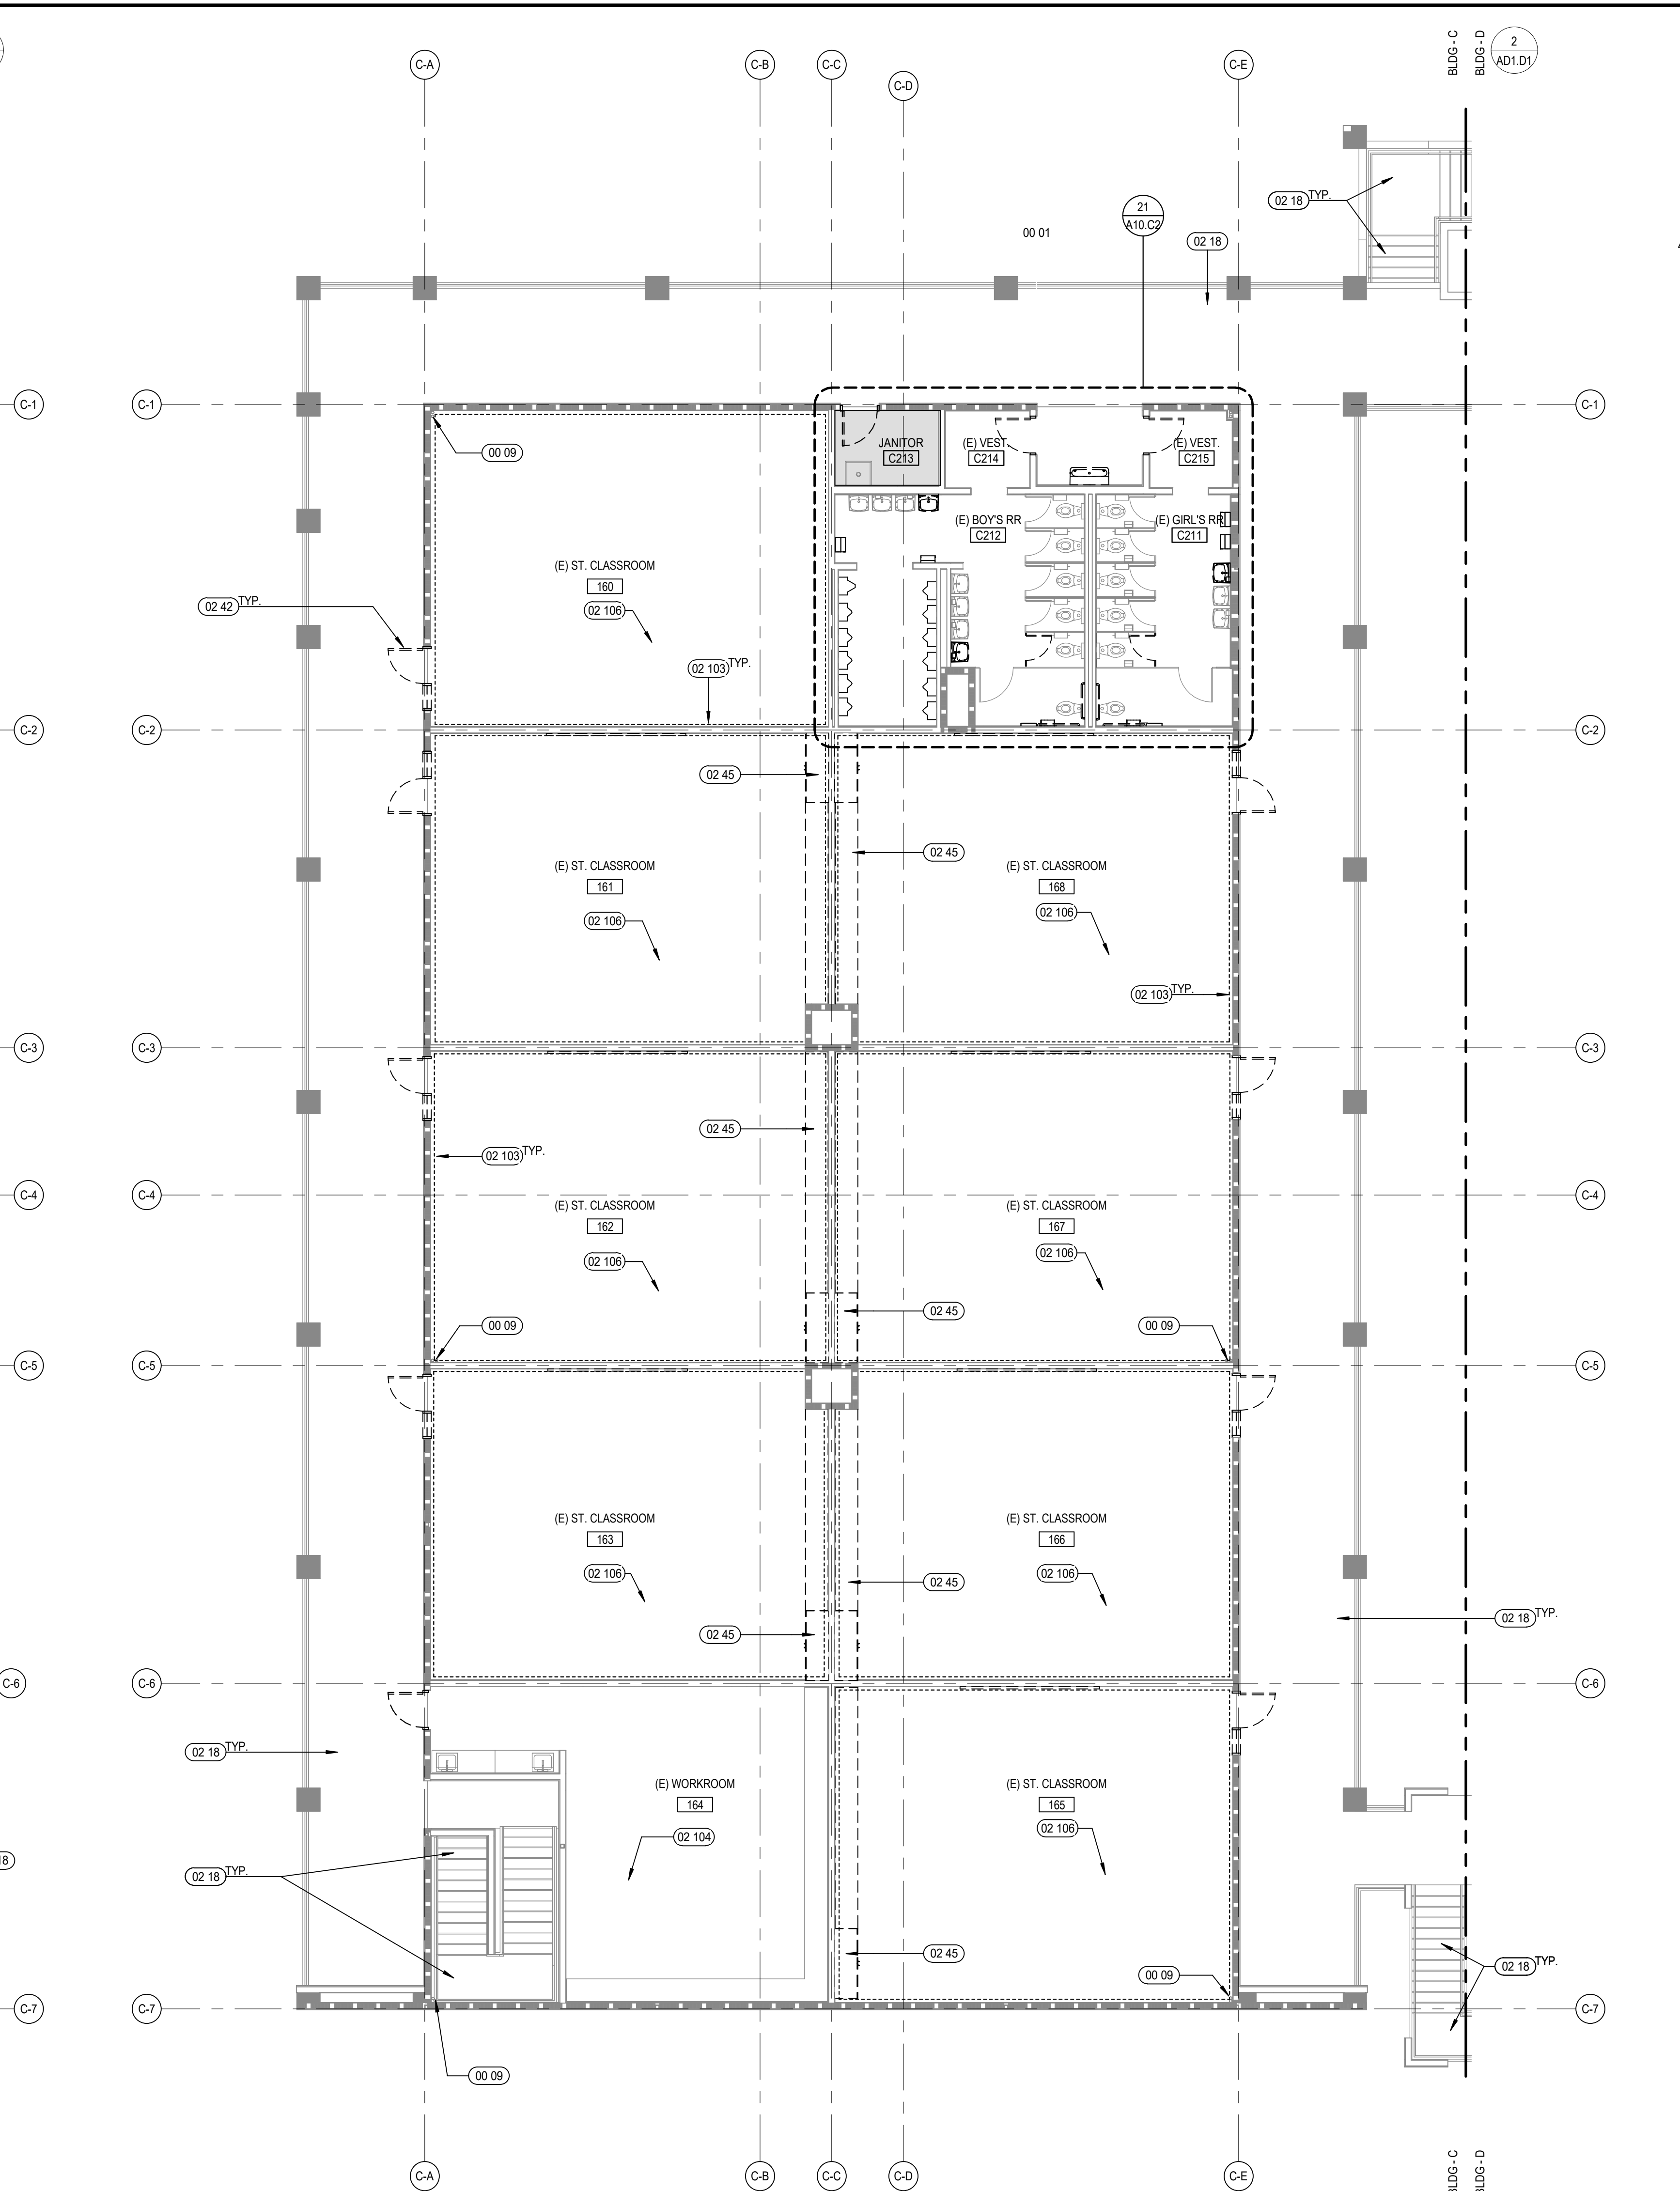 C-A
C-B
C-C
C-D
C-E
BLDG - C
BLDG - D
2
AD1.D1
02 18 TYP.
21
A10.C2
00 01
02 18
C-1
C-1
C-1
00 09
JANITOR
C213
(E) VEST.
C214
(E) VEST.
C215
(E) BOY'S RR
C212
(E) GIRL'S RR
C211
(E) ST. CLASSROOM
160
02 106
02 42 TYP.
02 103 TYP.
C-2
C-2
C-2
02 45
02 45
(E) ST. CLASSROOM
161
02 106
(E) ST. CLASSROOM
168
02 106
02 103 TYP.
C-3
C-3
C-3
02 45
02 103 TYP.
C-4
C-4
C-4
(E) ST. CLASSROOM
162
02 106
(E) ST. CLASSROOM
167
02 106
02 45
00 09
00 09
C-5
C-5
C-5
(E) ST. CLASSROOM
163
02 106
(E) ST. CLASSROOM
166
02 106
02 45
02 45
02 18 TYP.
C-6
C-6
C-6
02 18 TYP.
(E) WORKROOM
164
02 104
(E) ST. CLASSROOM
165
02 106
02 18 TYP.
02 45
00 09
02 18 TYP.
C-7
C-7
C-7
00 09
C-A
C-B
C-C
C-D
C-E
BLDG - C
BLDG - D